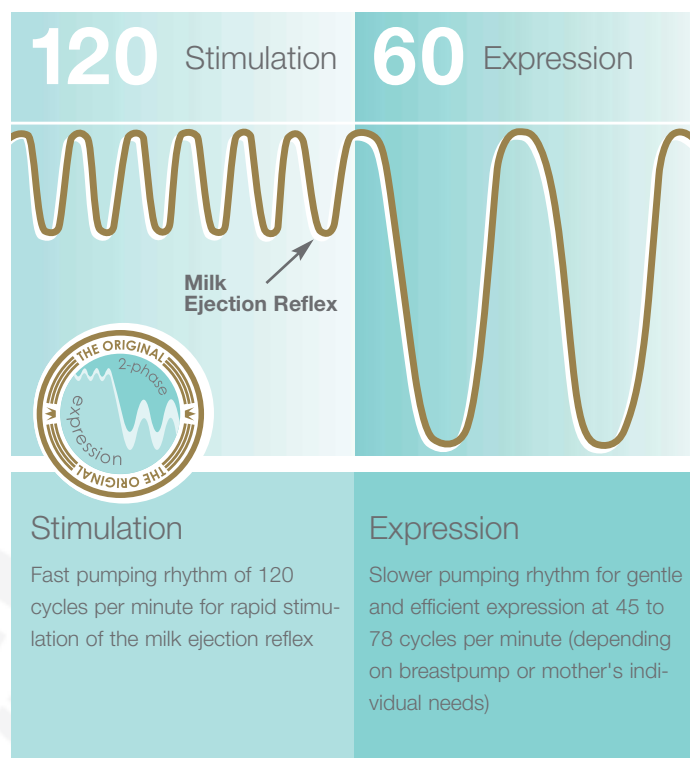 120 Stimulation
60 Expression
Milk
Ejection Reflex
THE ORIGINAL
2-phase
expression
THE ORIGINAL
Stimulation
Fast pumping rhythm of 120
cycles per minute for rapid stimu-
lation of the milk ejection reflex
Expression
Slower pumping rhythm for gentle
and efficient expression at 45 to
78 cycles per minute (depending
on breastpump or mother's indi-
vidual needs)